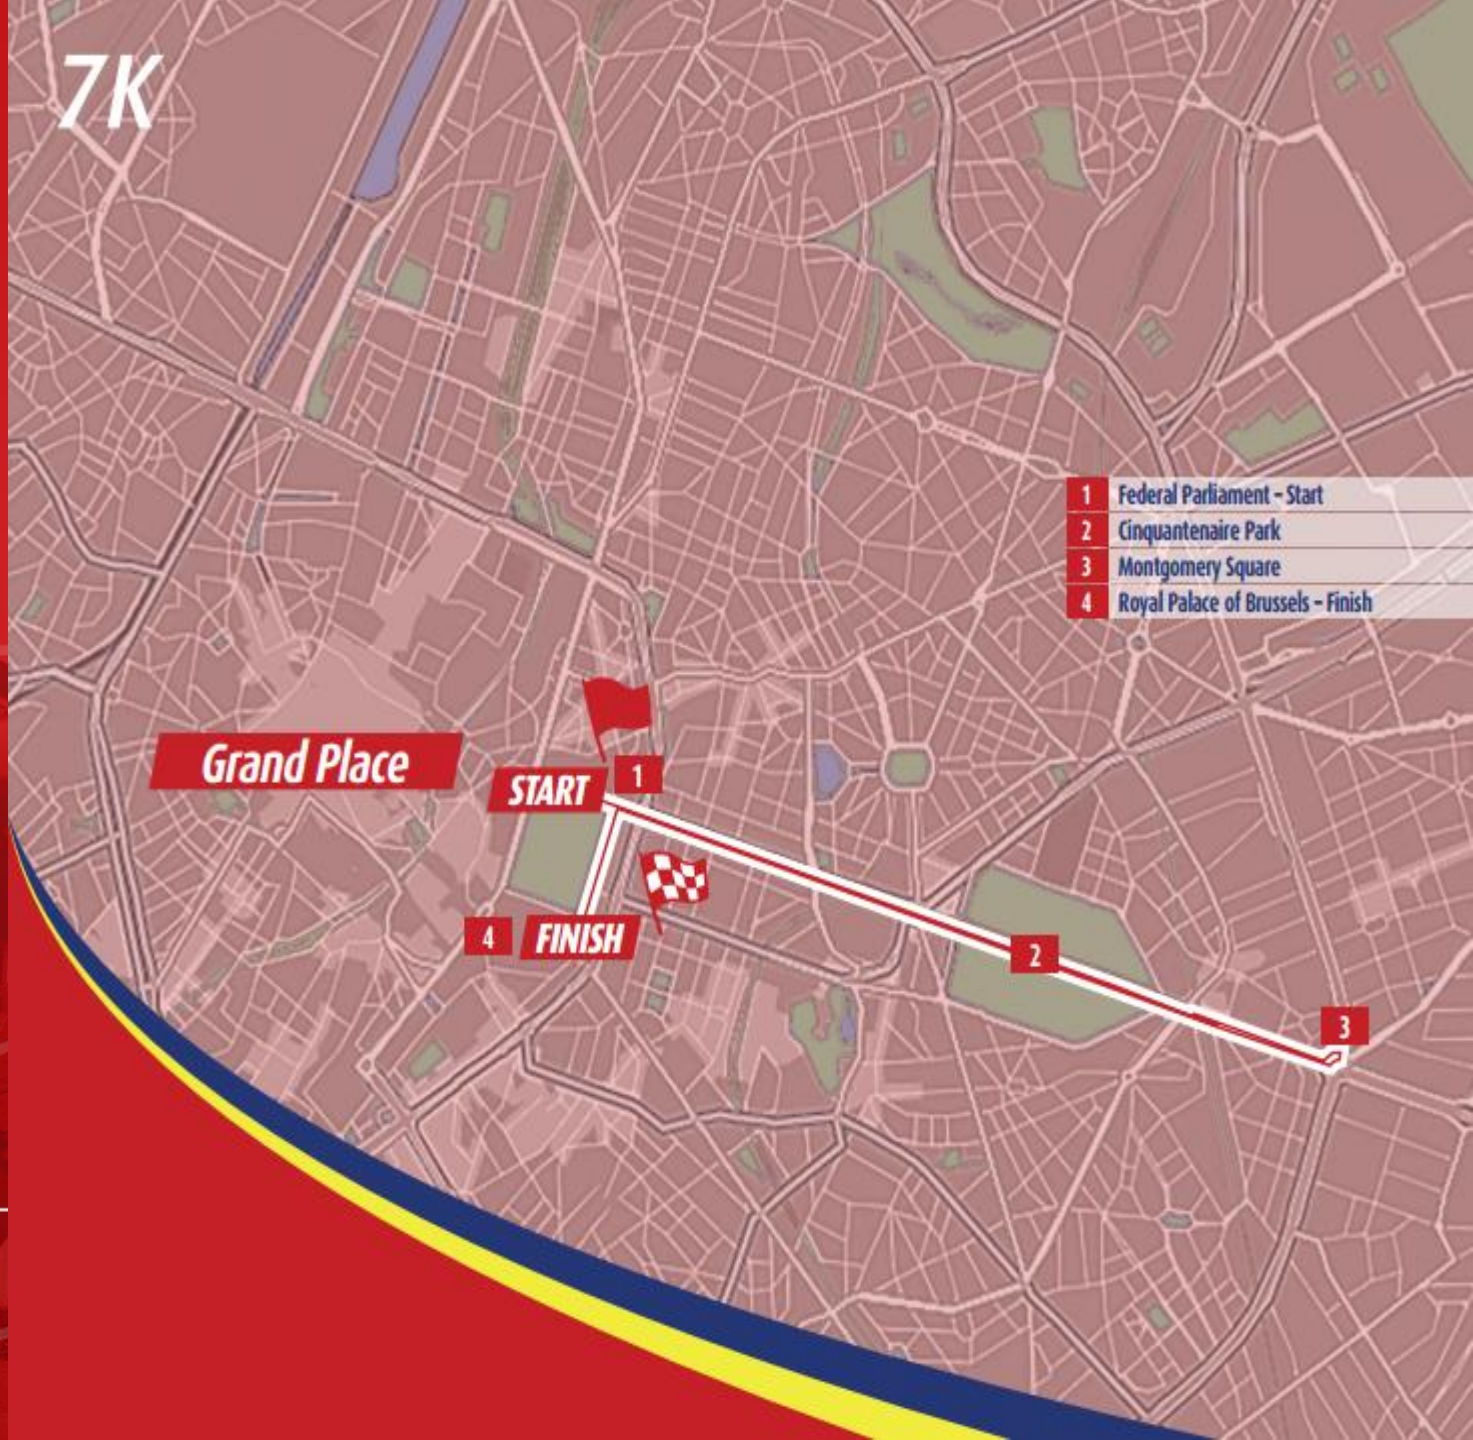 7K
1 Federal Parliament - Start
2 Cinquantenaire Park
3 Montgomery Square
4 Royal Palace of Brussels - Finish
Grand Place
START 1
4 FINISH
2
3